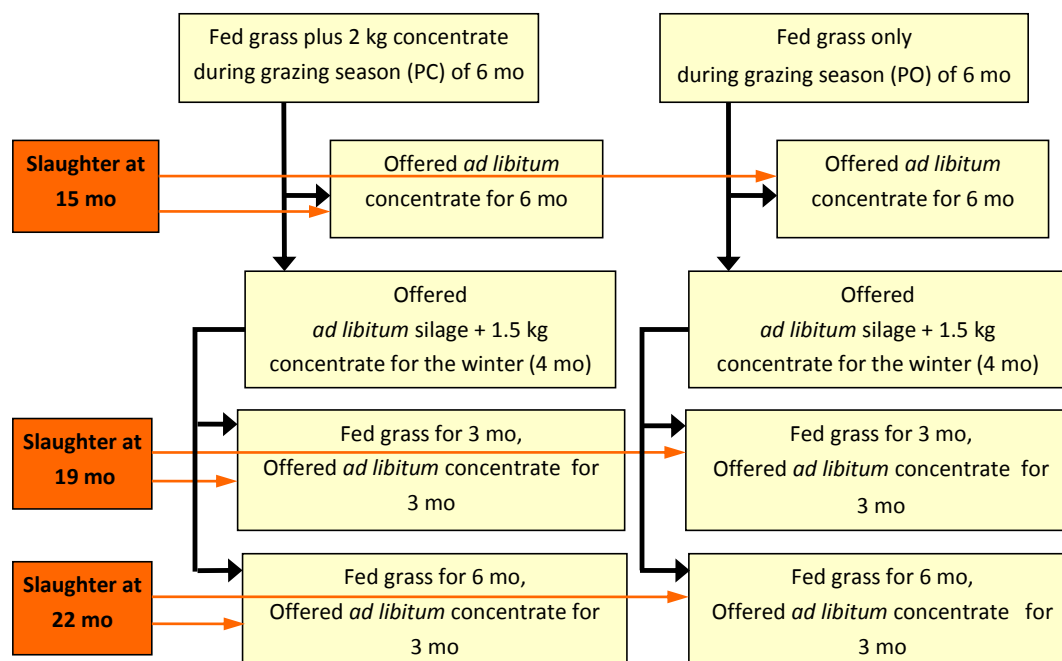 Fed grass plus 2 kg concentrate
during grazing season (PC) of 6 mo
Fed grass only
during grazing season (PO) of 6 mo
Slaughter at
15 mo
Offered ad libitum
concentrate for 6 mo
Offered ad libitum
concentrate for 6 mo
Offered
ad libitum silage + 1.5 kg
concentrate for the winter (4 mo)
Offered
ad libitum silage + 1.5 kg
concentrate for the winter (4 mo)
Slaughter at
19 mo
Fed grass for 3 mo,
Offered ad libitum concentrate for
3 mo
Fed grass for 3 mo,
Offered ad libitum concentrate for
3 mo
Slaughter at
22 mo
Fed grass for 6 mo,
Offered ad libitum concentrate for
3 mo
Fed grass for 6 mo,
Offered ad libitum concentrate for
3 mo